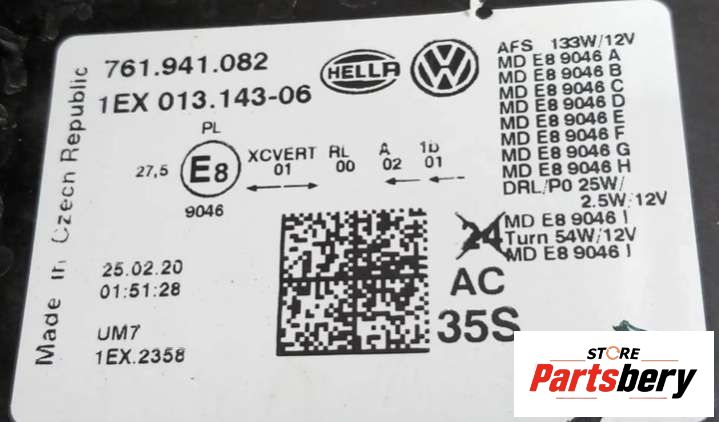 Made in Czech Republic
761.941.082
1EX 013.143-06
HELLA
VW
PL
27,5
E8
9046
XCVERT RL A 1D
01 00 02 01
25.02.20
01:51:28
UM7
1EX.2358
AFS 133W/12V
MD E8 9046 A
MD E8 9046 B
MD E8 9046 C
MD E8 9046 D
MD E8 9046 E
MD E8 9046 F
MD E8 9046 G
MD E8 9046 H
DRL/PO 25W/
2.5W/12V
MD E8 9046 I
Turn 54W/12V
MD E8 9046 I
24
AC
35S
STORE
Partsbery